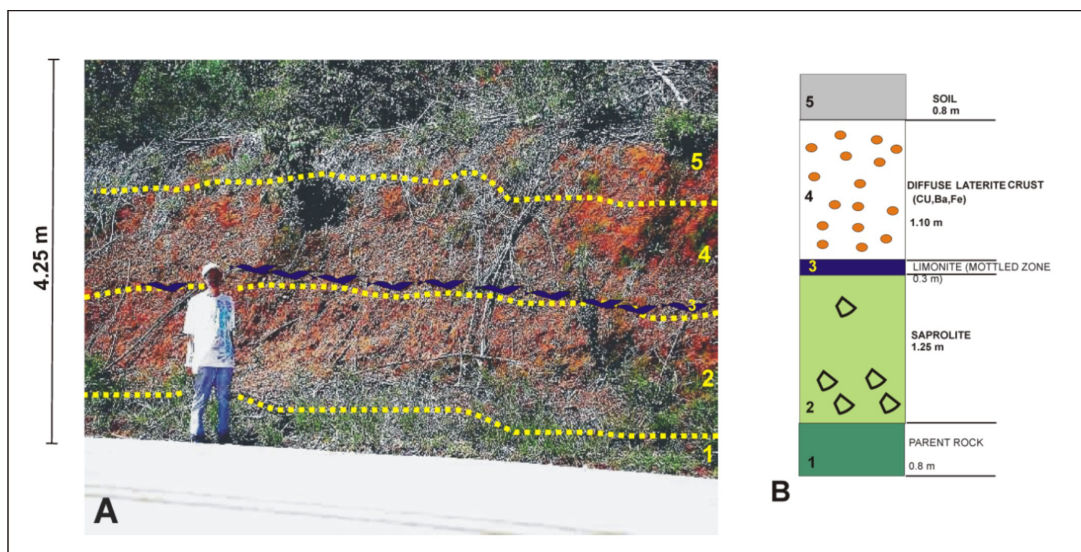 4.25 m
5
4
3
2
1
A
5
SOIL
0.8 m
4
DIFFUSE LATERITE CRUST
(CU,Ba,Fe)
1.10 m
3
LIMONITE (MOTTLED ZONE
0.3 m)
SAPROLITE
1.25 m
2
PARENT ROCK
1
0.8 m
B